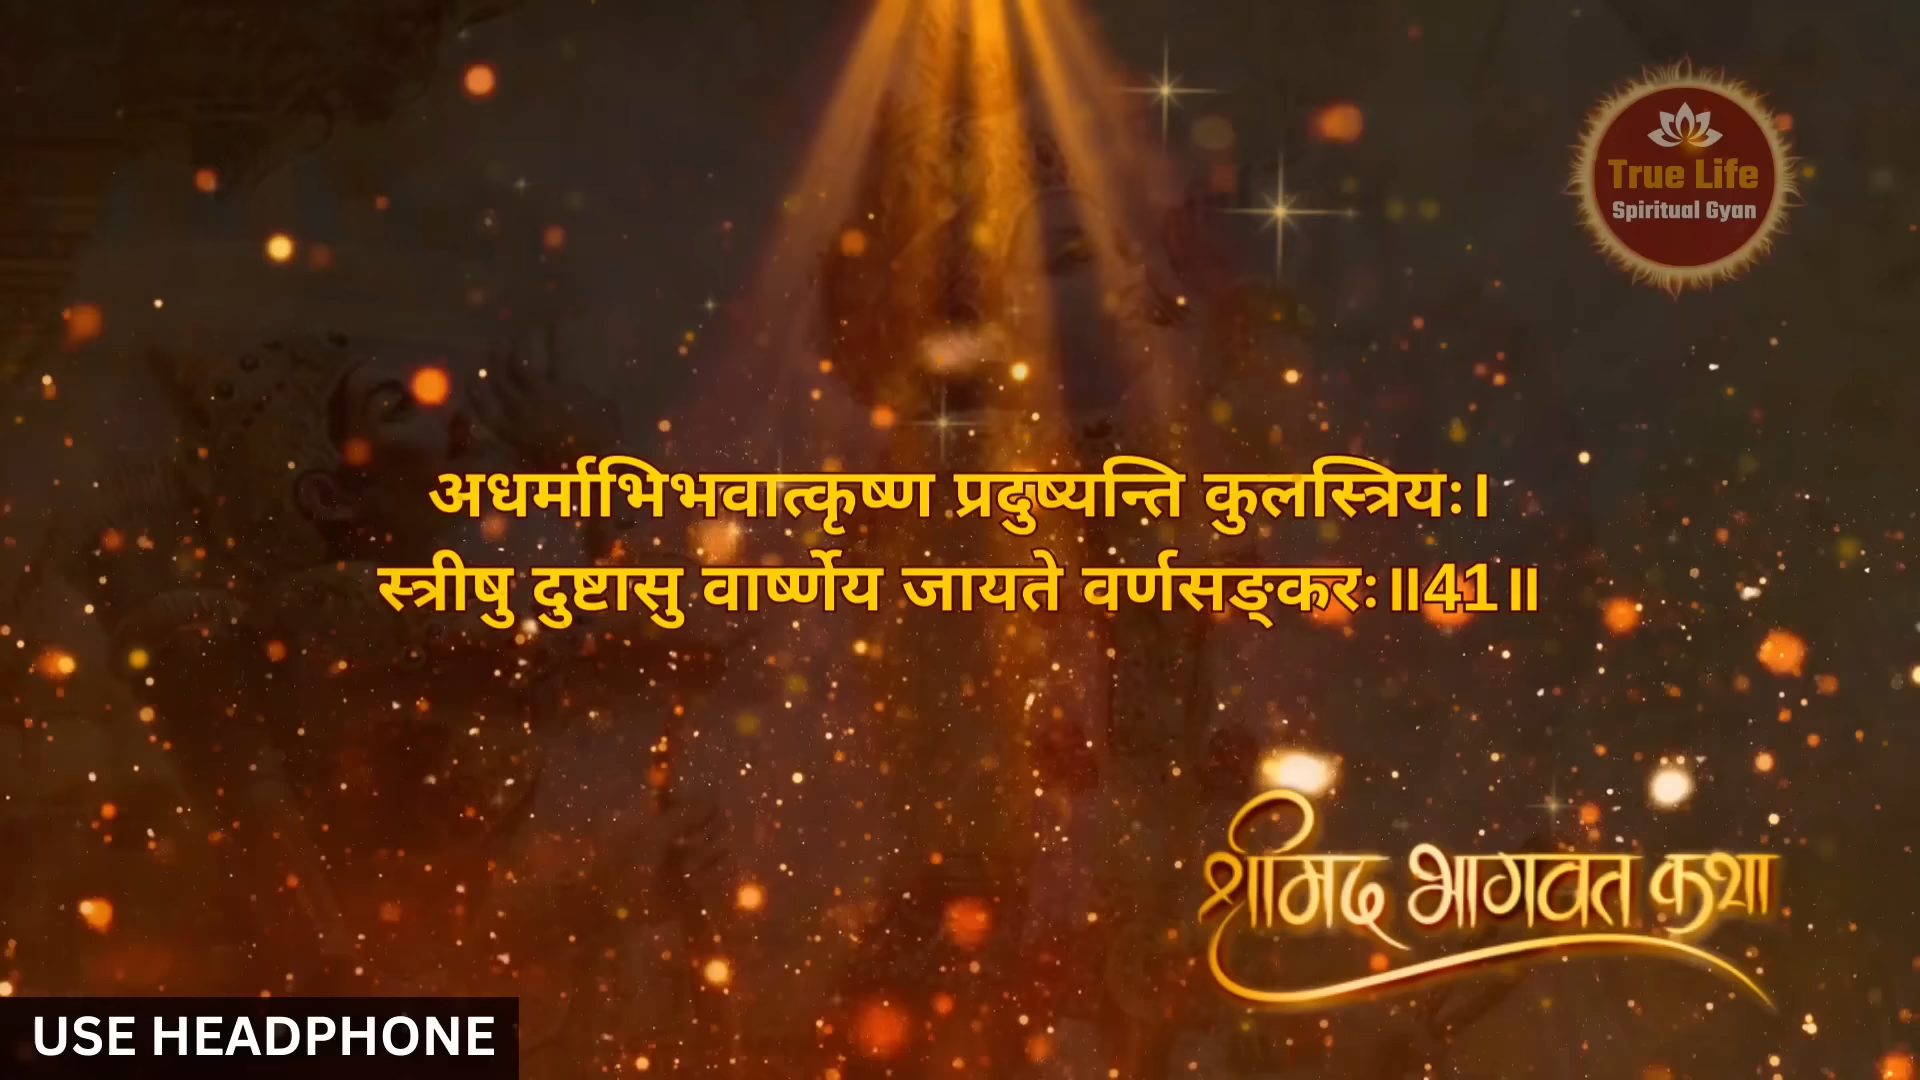 True Life
Spiritual Gyan
अधर्माभिभवात्कृष्ण प्रदुष्यन्ति कुलस्त्रियः।
स्त्रीषु दुष्टासु वार्ष्णेय जायते वर्णसङ्करः॥41॥
श्रीमद भागवत कथा
USE HEADPHONE